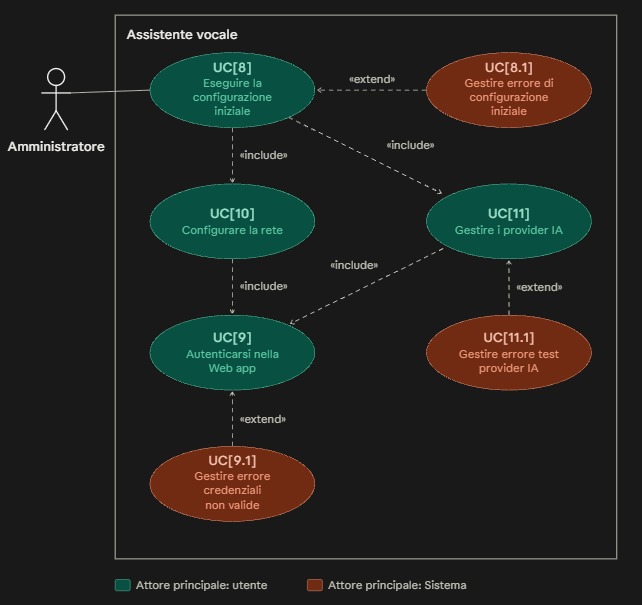 Assistente vocale
UC[8]
Eseguire la
configurazione
iniziale
«extend»
UC[8.1]
Gestire errore di
configurazione
iniziale
Amministratore
«include»
«include»
UC[10]
Configurare la rete
UC[11]
Gestire i provider IA
«include»
«include»
«extend»
UC[9]
Autenticarsi nella
Web app
UC[11.1]
Gestire errore test
provider IA
«extend»
UC[9.1]
Gestire errore
credenziali
non valide
Attore principale: utente
Attore principale: Sistema